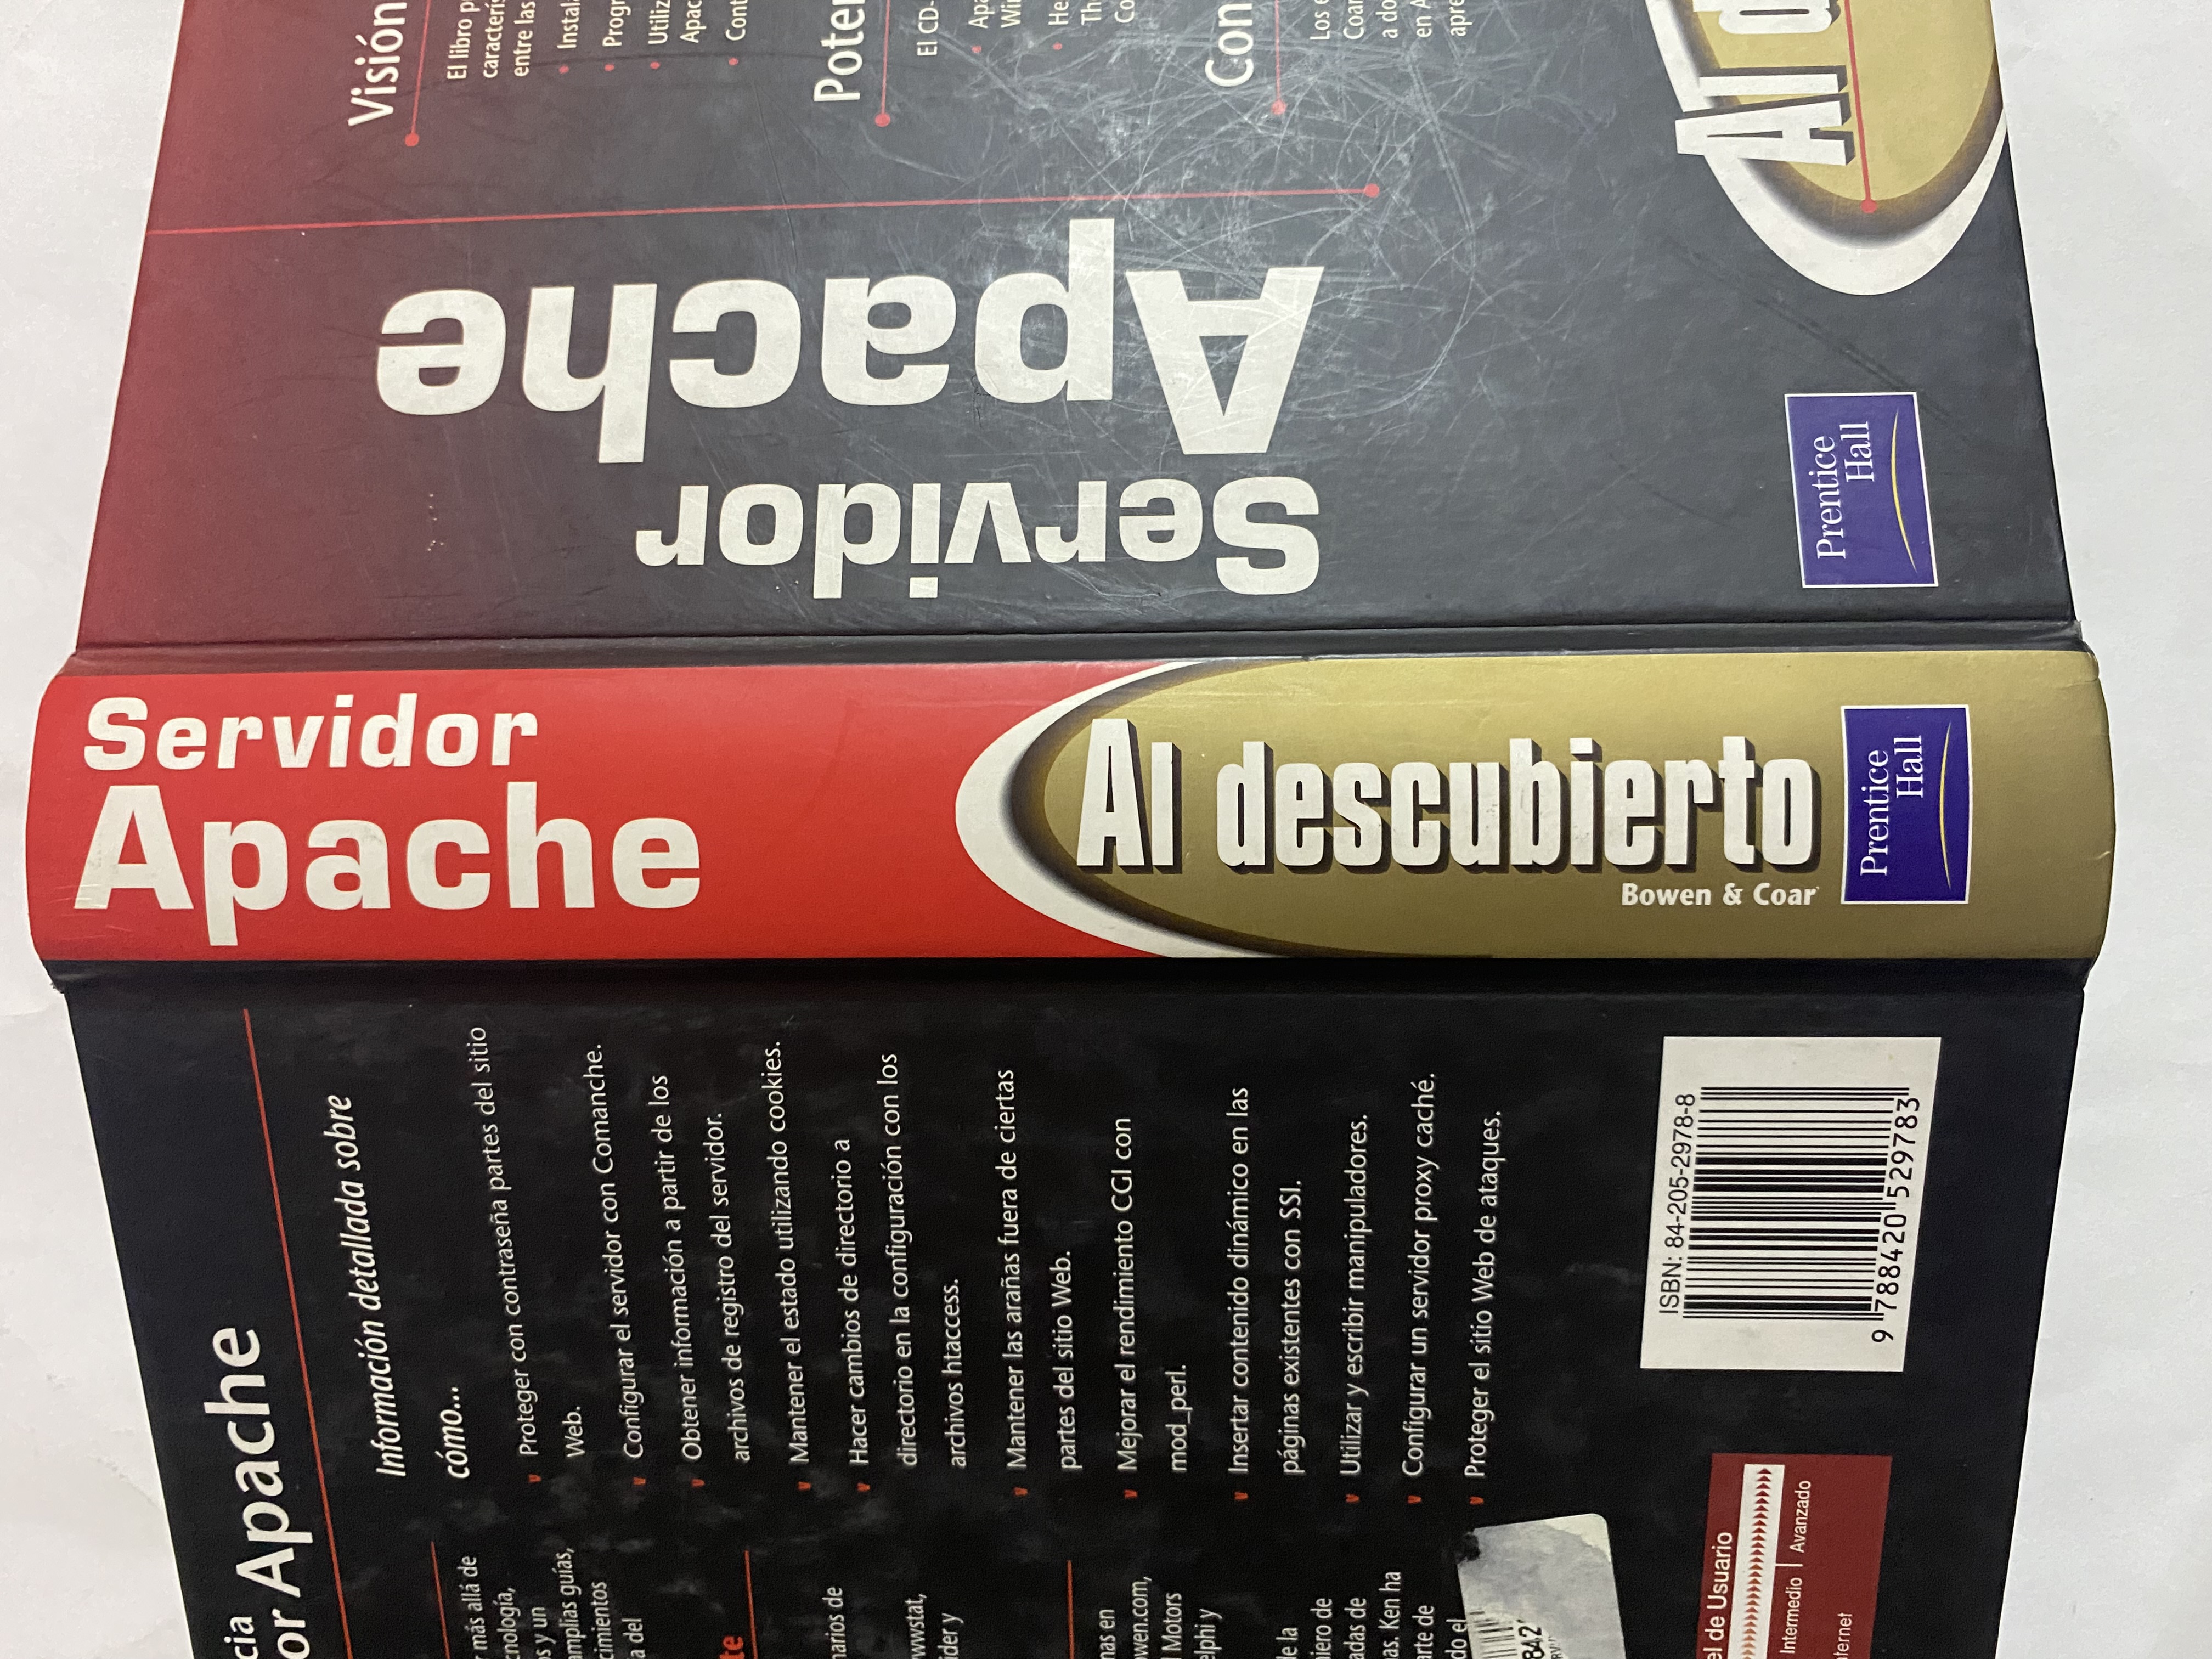 cia
or Apache
más allá de
cnología,
s y un
amplias guías,
cimientos
a del
te
narios de
wwstat,
ider y
nas en
owen.com,
Motors
elphi y
de la
niero de
adas de
as. Ken ha
arte de
do el
842
Información detallada sobre
cómo...
Proteger con contraseña partes del sitio
Web.
Configurar el servidor con Comanche.
Obtener información a partir de los
archivos de registro del servidor.
Mantener el estado utilizando cookies.
Hacer cambios de directorio a
directorio en la configuración con los
archivos htaccess.
Mantener las arañas fuera de ciertas
partes del sitio Web.
Mejorar el rendimiento CGI con
mod_perl.
Insertar contenido dinámico en las
páginas existentes con SSI.
Utilizar y escribir manipuladores.
Configurar un servidor proxy caché.
Proteger el sitio Web de ataques.
el de Usuario
Intermedio | Avanzado
nternet
ISBN: 84-205-2978-8
9 788420 529783
Servidor
Apache
Al descubierto
Bowen & Coar
Prentice
Hall
Servidor
Apache
Prentice
Hall
Visión
El libro p
caracterís
entre las
Instal
Progr
Utiliz
Apac
Cont
Poter
El CD-
Apa
Wi
He
Th
Co
Con
Los e
Coar
a do
en A
apre
Al d